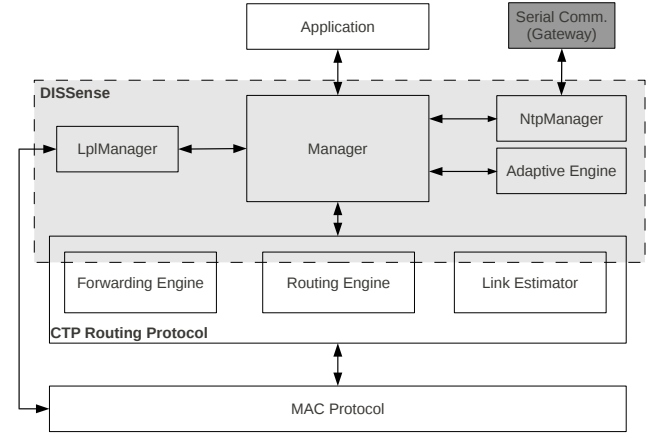 Application
Serial Comm.
(Gateway)
DISSense
LplManager
Manager
NtpManager
Adaptive Engine
Forwarding Engine
Routing Engine
Link Estimator
CTP Routing Protocol
MAC Protocol